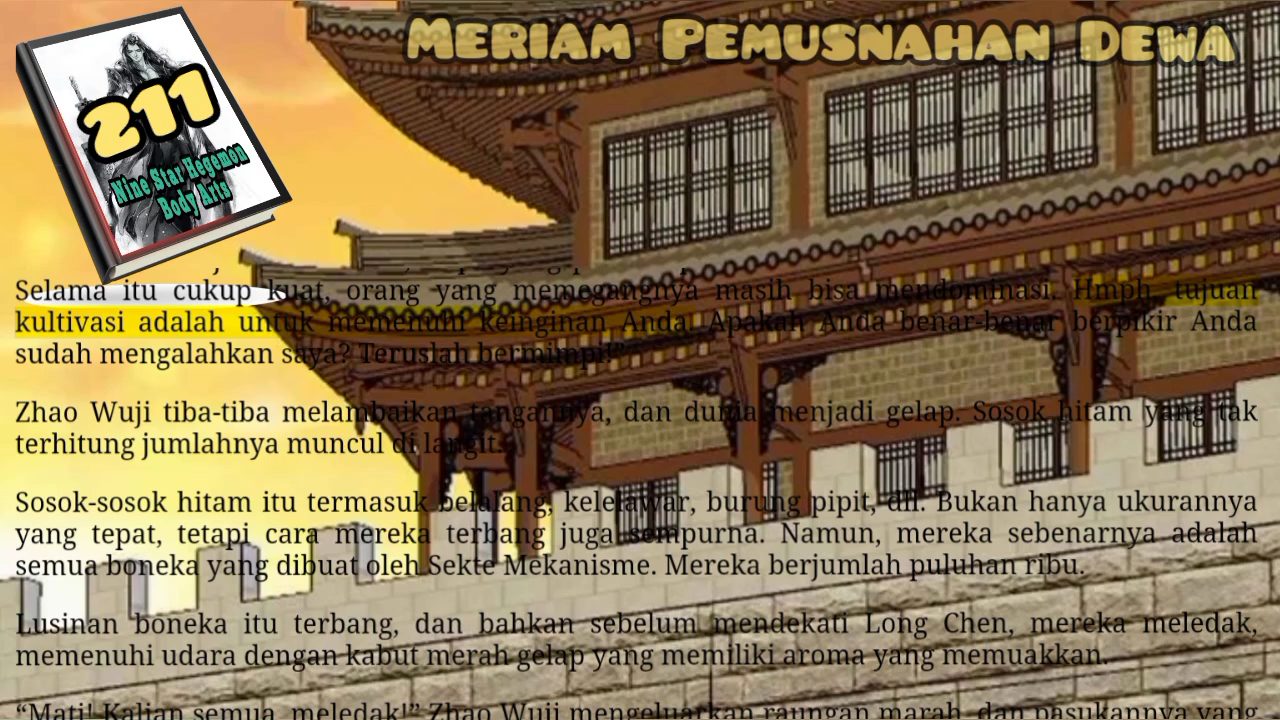 Meriam Pemusnahan Dewa
211
Nine Star Hegemon
Body Arts
Selama itu cukup kuat, orang yang memegangnya masih bisa mendominasi. Hmph, tujuan
kultivasi adalah untuk memenuhi keinginan Anda. Apakah Anda benar-benar berpikir Anda
sudah mengalahkan saya? Teruslah bermimpi!”
Zhao Wuji tiba-tiba melambaikan tangannya, dan dunia menjadi gelap. Sosok hitam yang tak
terhitung jumlahnya muncul di langit.
Sosok-sosok hitam itu termasuk belalang, kelelawar, burung pipit, dll. Bukan hanya ukurannya
yang tepat, tetapi cara mereka terbang juga sempurna. Namun, mereka sebenarnya adalah
semua boneka yang dibuat oleh Sekte Mekanisme. Mereka berjumlah puluhan ribu.
Lusinan boneka itu terbang, dan bahkan sebelum mendekati Long Chen, mereka meledak,
memenuhi udara dengan kabut merah gelap yang memiliki aroma yang memuakkan.
“Mati! Kalian semua, meledak!” Zhao Wuji mengeluarkan raungan marah, dan pasukannya yang